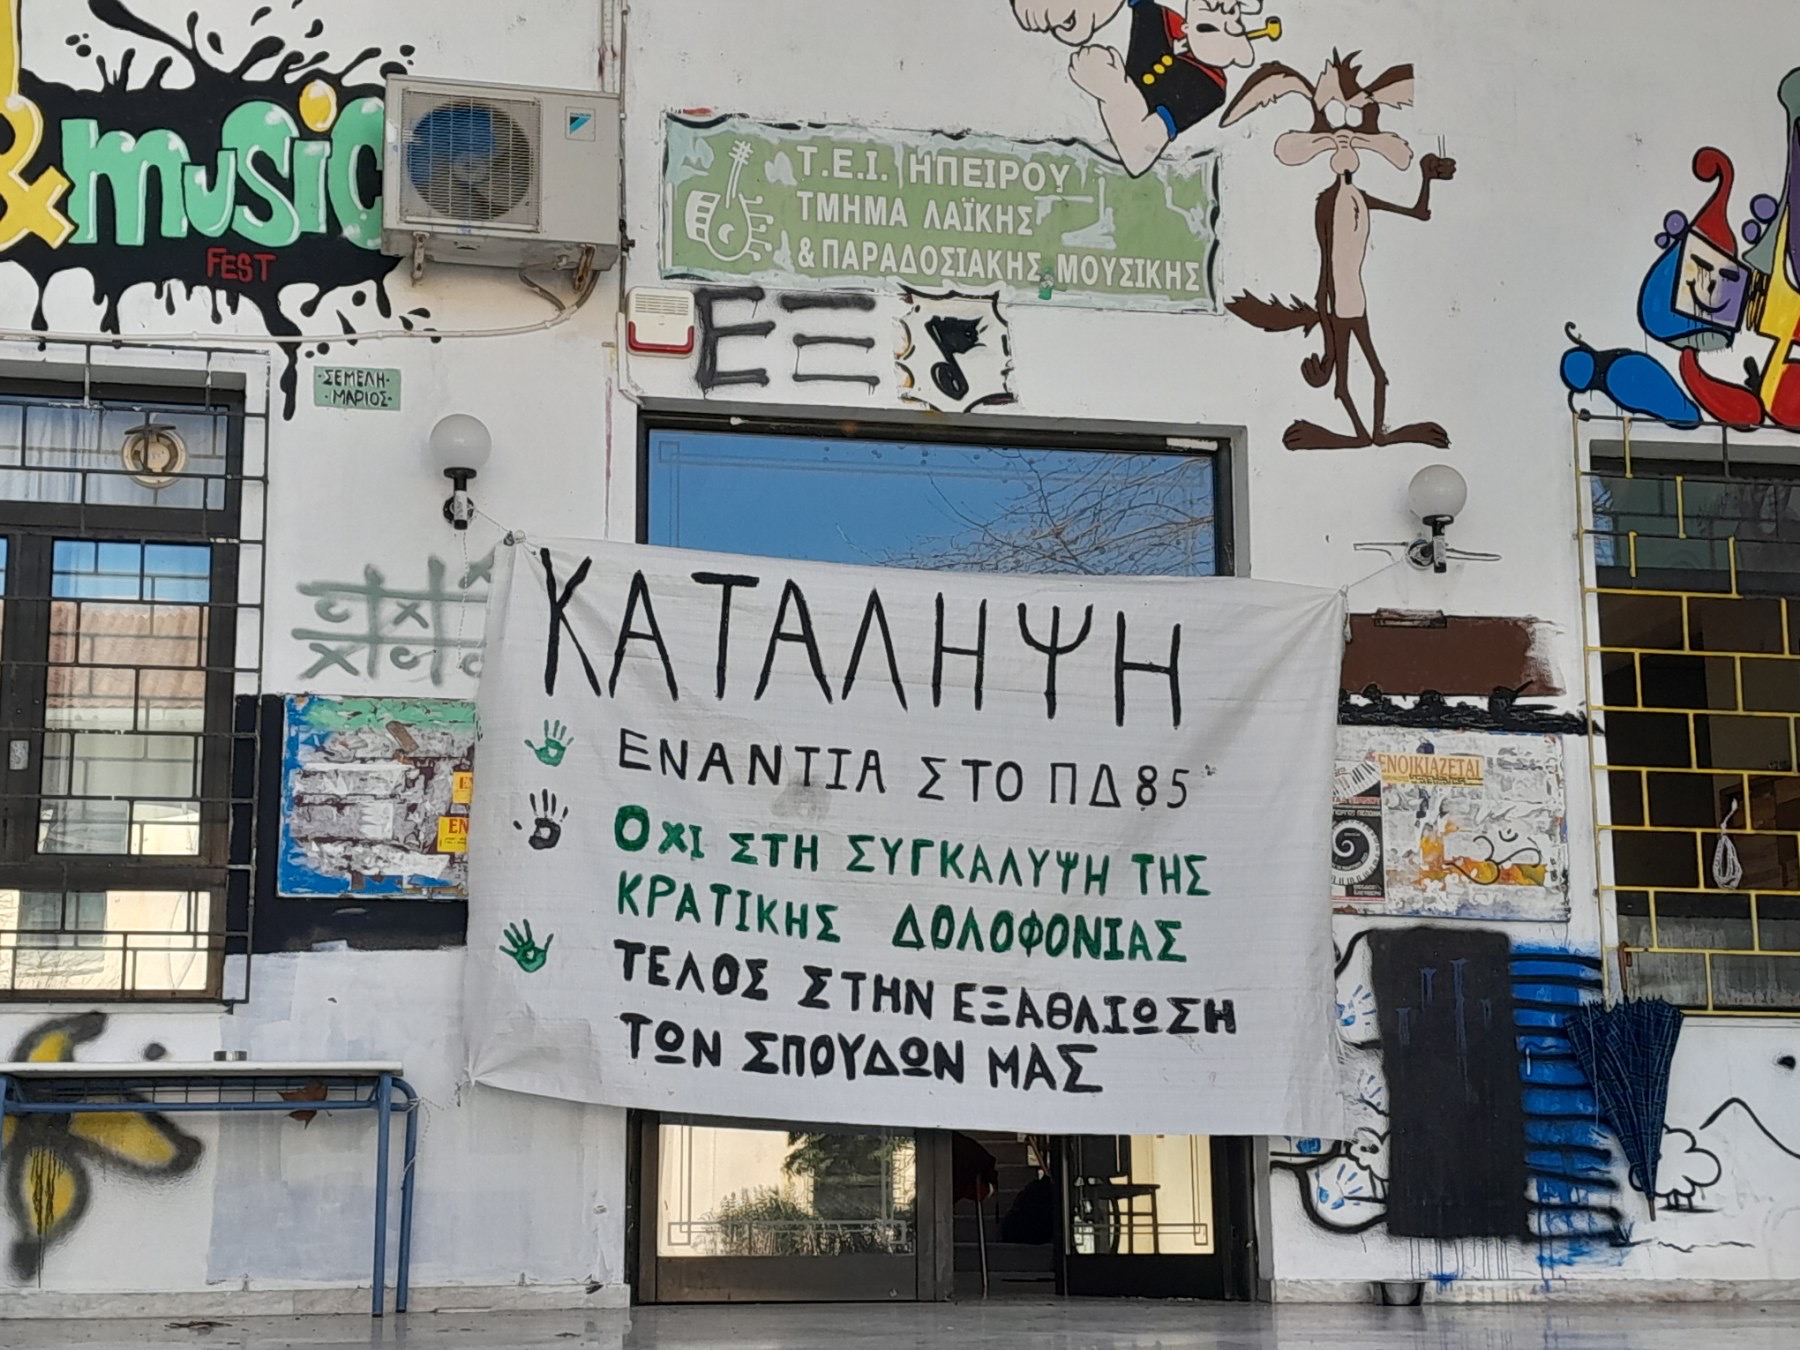 &music
FEST
Τ.Ε.Ι. ΗΠΕΙΡΟΥ
ΤΜΗΜΑ ΛΑΪΚΗΣ
& ΠΑΡΑΔΟΣΙΑΚΗΣ ΜΟΥΣΙΚΗΣ
ΕΞ
ΣΕΜΕΛΗ
ΜΑΡΙΟΣ
ΚΑΤΑΛΗΨΗ
ΕΝΑΝΤΙΑ ΣΤΟ ΠΔ85
ΟΧΙ ΣΤΗ ΣΥΓΚΑΛΥΨΗ ΤΗΣ
ΚΡΑΤΙΚΗΣ ΔΟΛΟΦΟΝΙΑΣ
ΤΕΛΟΣ ΣΤΗΝ ΕΞΑΘΛΙΩΣΗ
ΤΩΝ ΣΠΟΥΔΩΝ ΜΑΣ
ΕΝΟΙΚΙΑΖΕΤΑΙ